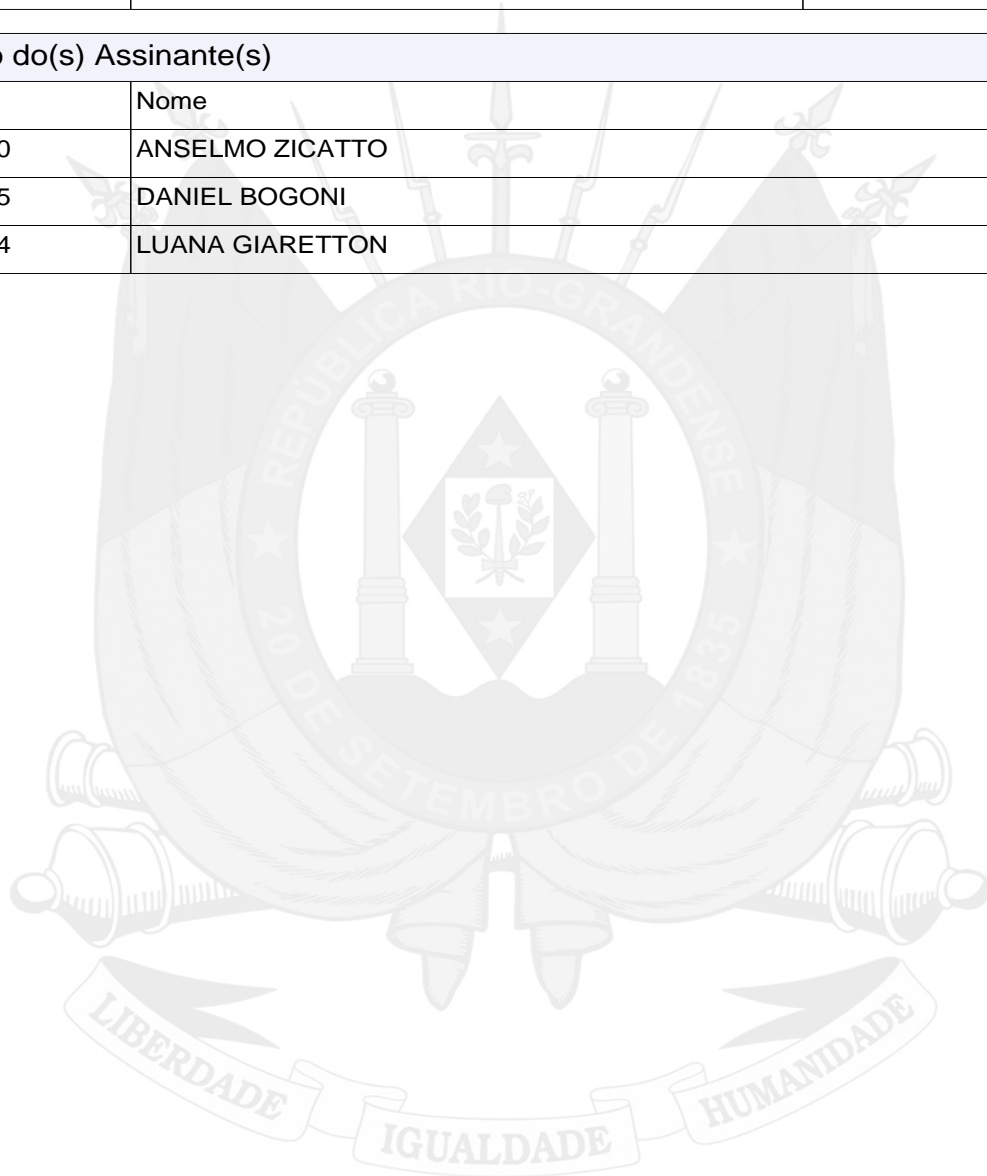 o do(s) Assinante(s)
Nome
0 ANSELMO ZICATTO
5 DANIEL BOGONI
4 LUANA GIARETTON
REPÚBLICA RIO-GRANDENSE
20 DE SETEMBRO DE 1835
LIBERDADE
IGUALDADE
HUMANIDADE